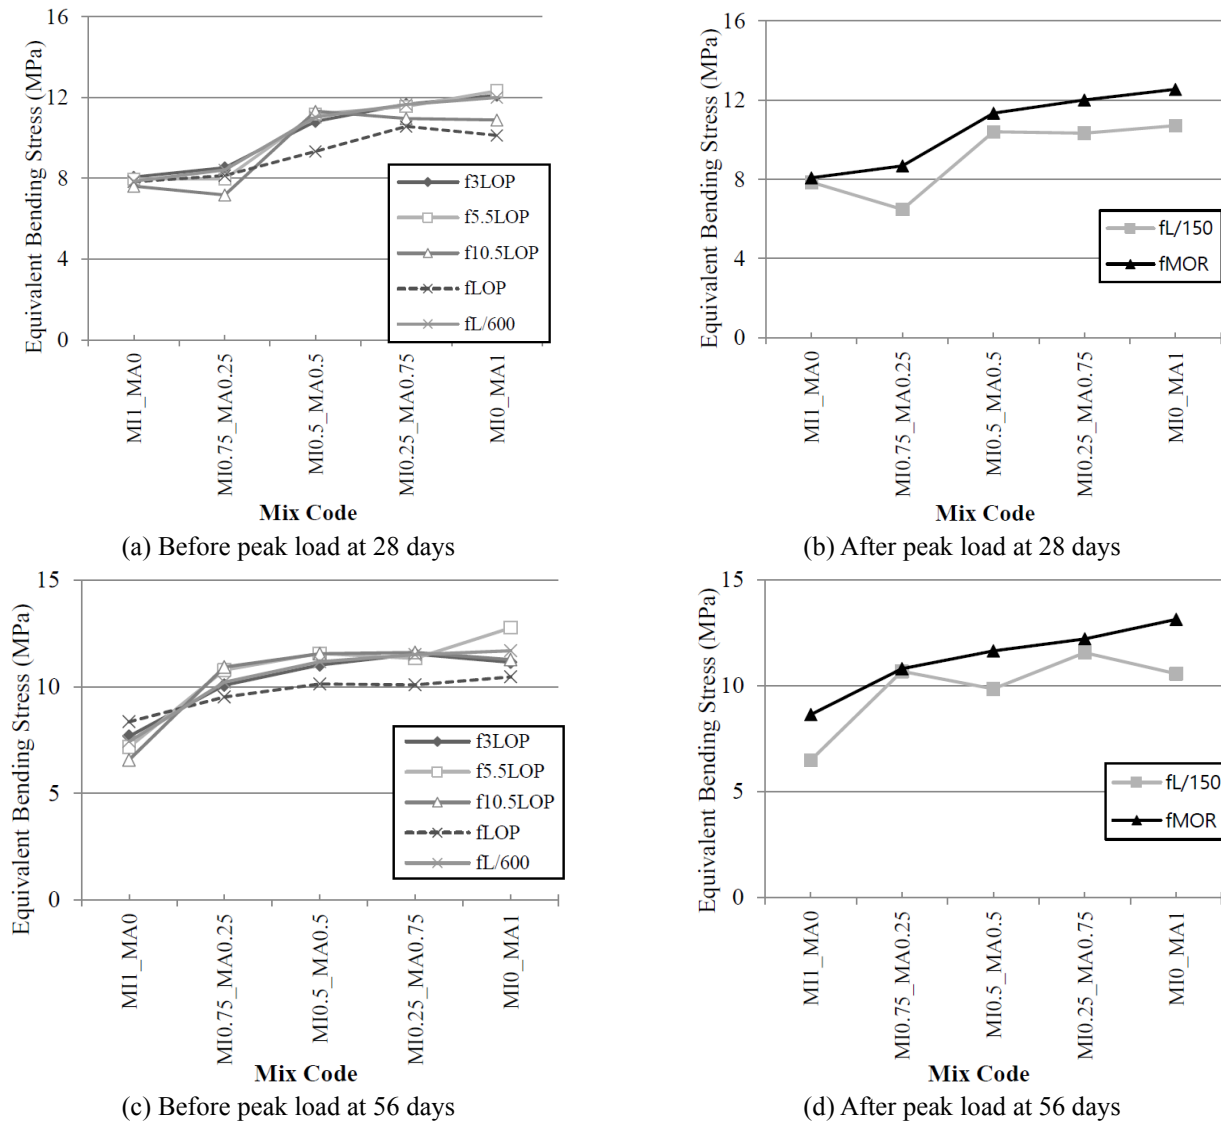 Equivalent Bending Stress (MPa)
16
12
8
4
0
f3LOP
f5.5LOP
f10.5LOP
fLOP
fL/600
MI1_MA0
MI0.75_MA0.25
MI0.5_MA0.5
MI0.25_MA0.75
MI0_MA1
Mix Code
(a) Before peak load at 28 days
Equivalent Bending Stress (MPa)
16
12
8
4
0
fL/150
fMOR
MI1_MA0
MI0.75_MA0.25
MI0.5_MA0.5
MI0.25_MA0.75
MI0_MA1
Mix Code
(b) After peak load at 28 days
Equivalent Bending Stress (MPa)
15
10
5
0
f3LOP
f5.5LOP
f10.5LOP
fLOP
fL/600
MI1_MA0
MI0.75_MA0.25
MI0.5_MA0.5
MI0.25_MA0.75
MI0_MA1
Mix Code
(c) Before peak load at 56 days
Equivalent Bending Stress (MPa)
15
10
5
0
fL/150
fMOR
MI1_MA0
MI0.75_MA0.25
MI0.5_MA0.5
MI0.25_MA0.75
MI0_MA1
Mix Code
(d) After peak load at 56 days